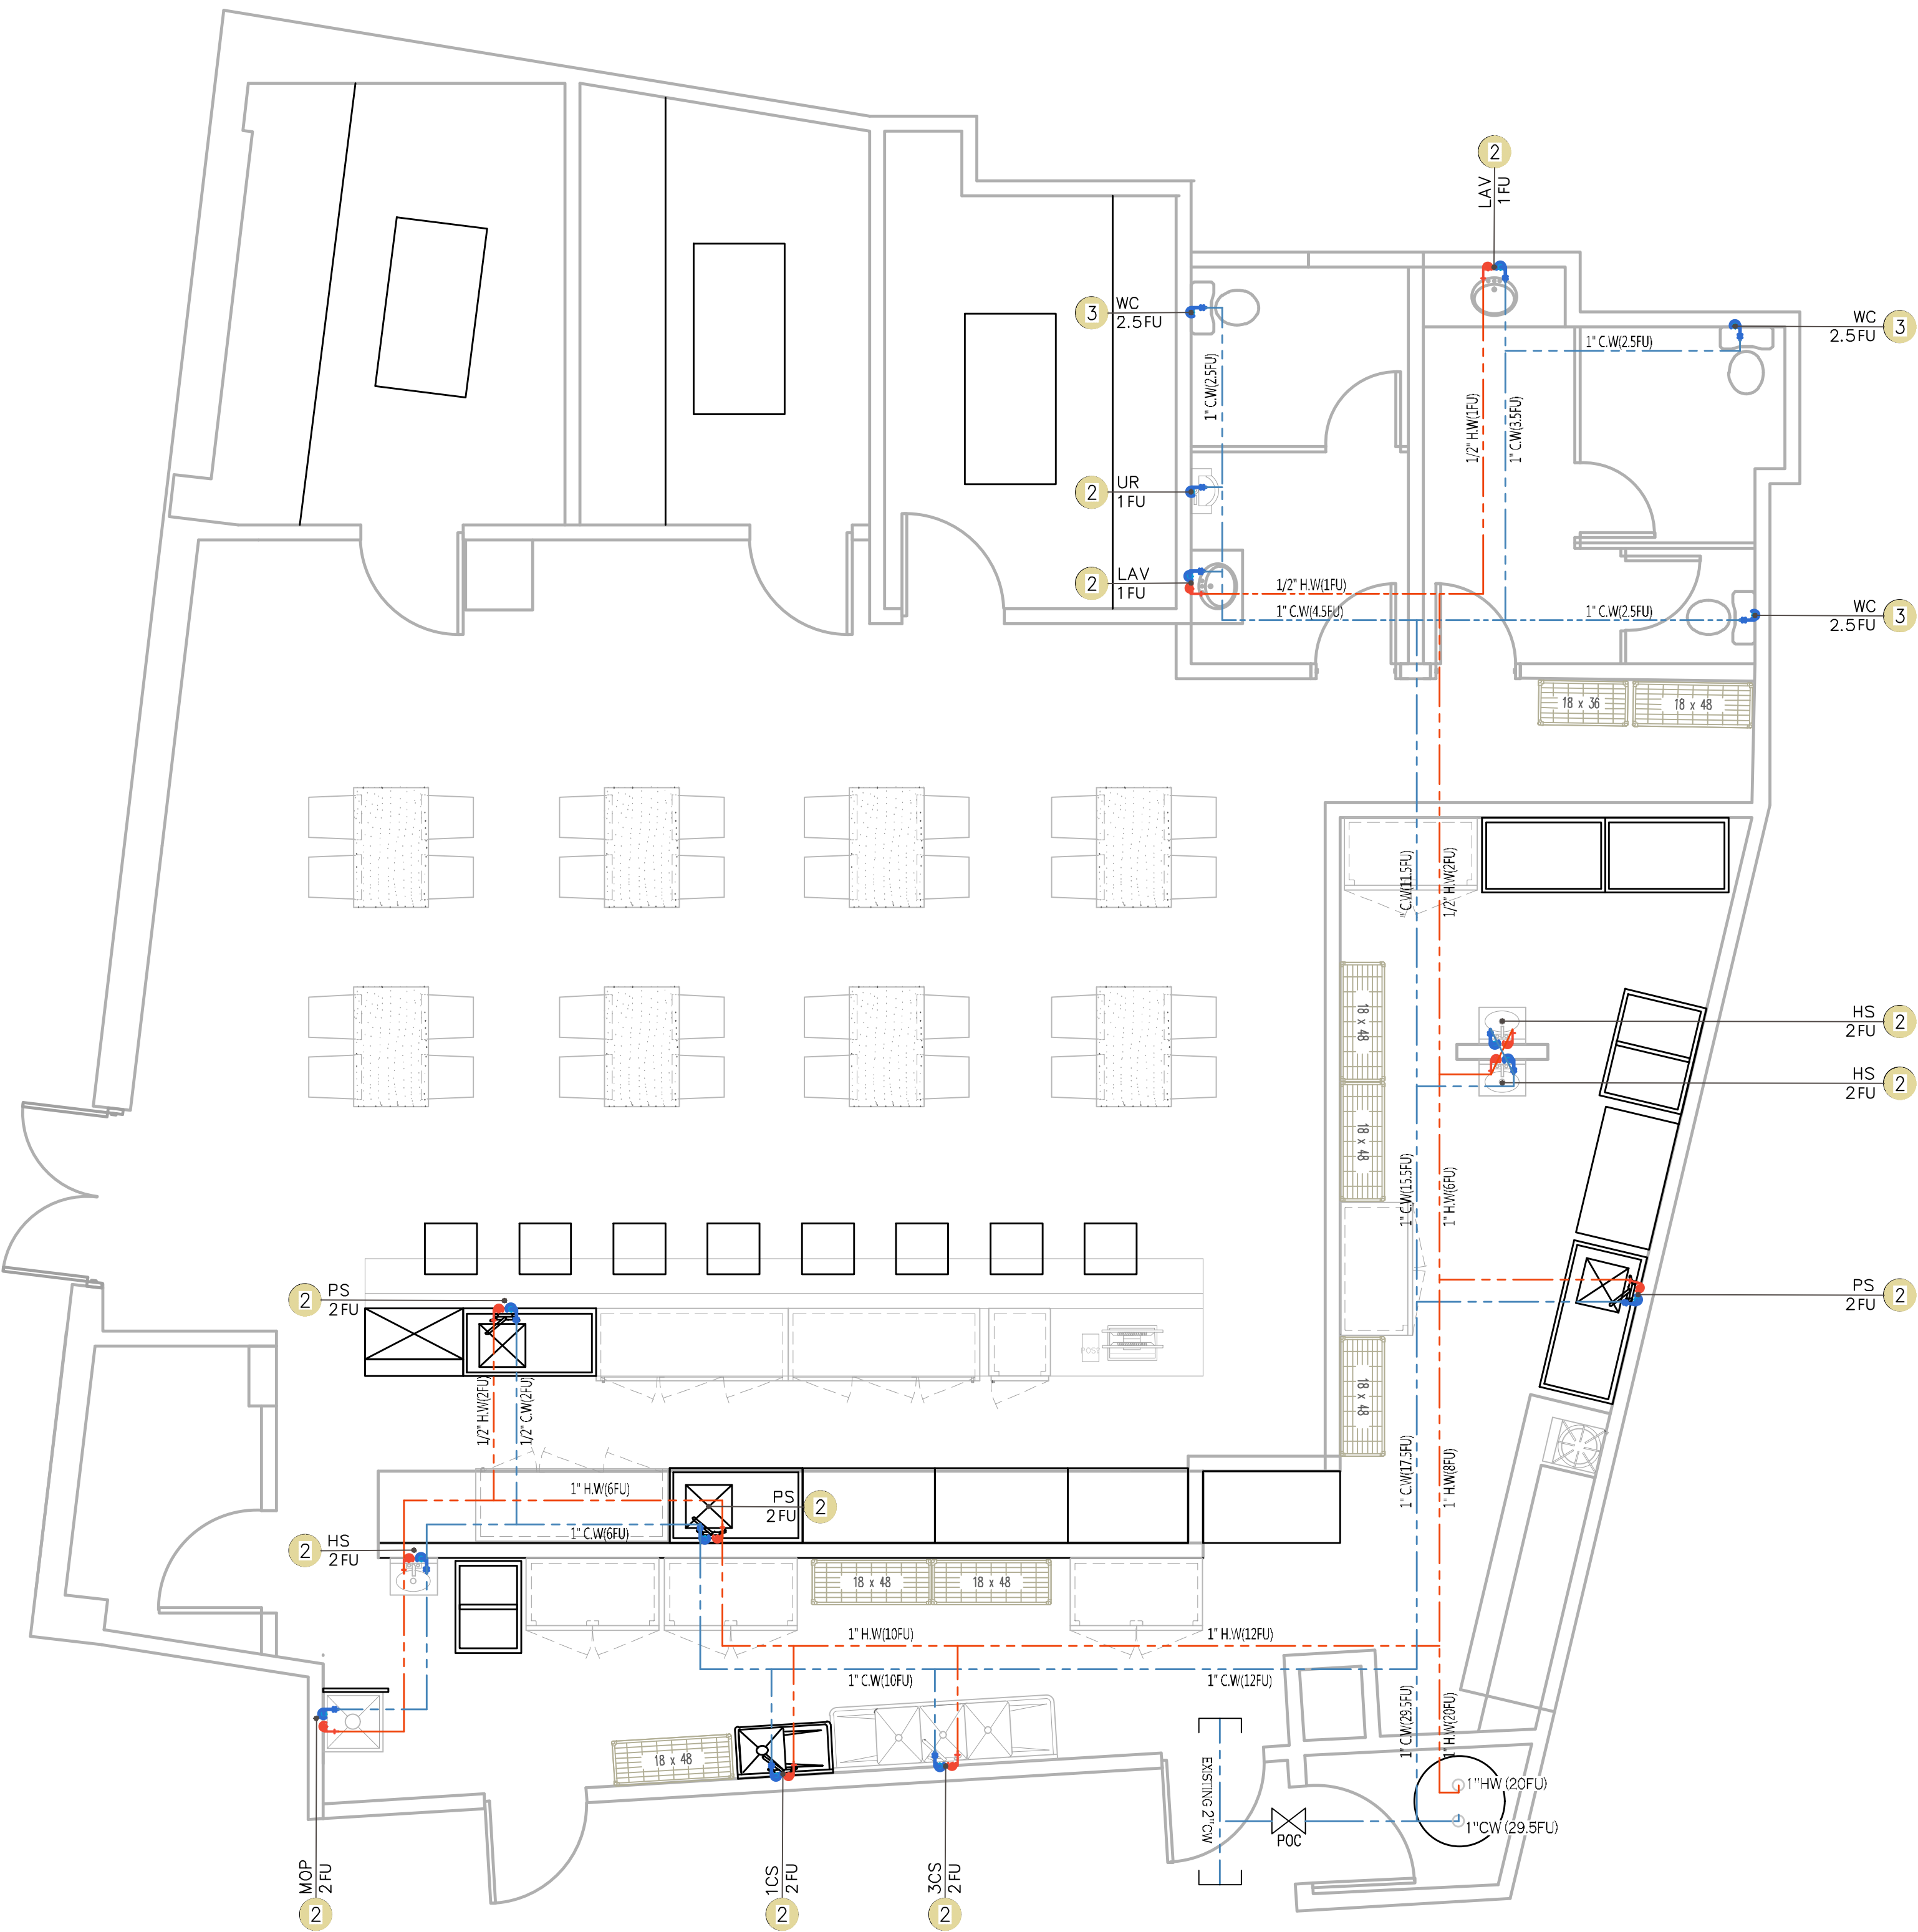 2
LAV
1 FU
3
WC
2.5FU
WC
2.5FU
3
1" C.W(2.5FU)
1" C.W(2.5FU)
1/2" H.W(1FU)
1" C.W(3.5FU)
2
UR
1 FU
2
LAV
1 FU
1/2" H.W(1FU)
1" C.W(4.5FU)
1" C.W(2.5FU)
WC
2.5FU
3
18 x 36
18 x 48
" C.W(11.5FU)
1/2" H.W(2FU)
18 x 48
HS
2FU
2
HS
2FU
2
18 x 48
1" C.W(15.5FU)
1" H.W(6FU)
2
PS
2FU
PS
2FU
2
POS1
18 x 48
1/2" H.W(2FU)
1/2" C.W(2FU)
1" C.W(17.5FU)
1" H.W(8FU)
1" H.W(6FU)
PS
2FU
2
1" C.W(6FU)
2
HS
2FU
18 x 48
18 x 48
1" H.W(10FU)
1" H.W(12FU)
1" C.W(10FU)
1" C.W(12FU)
1" C.W(29.5FU)
1" H.W(20FU)
18 x 48
EXISTING 2"CW
1"HW (20FU)
1"CW (29.5FU)
POC
MOP
2 FU
2
1CS
2 FU
2
3CS
2 FU
2